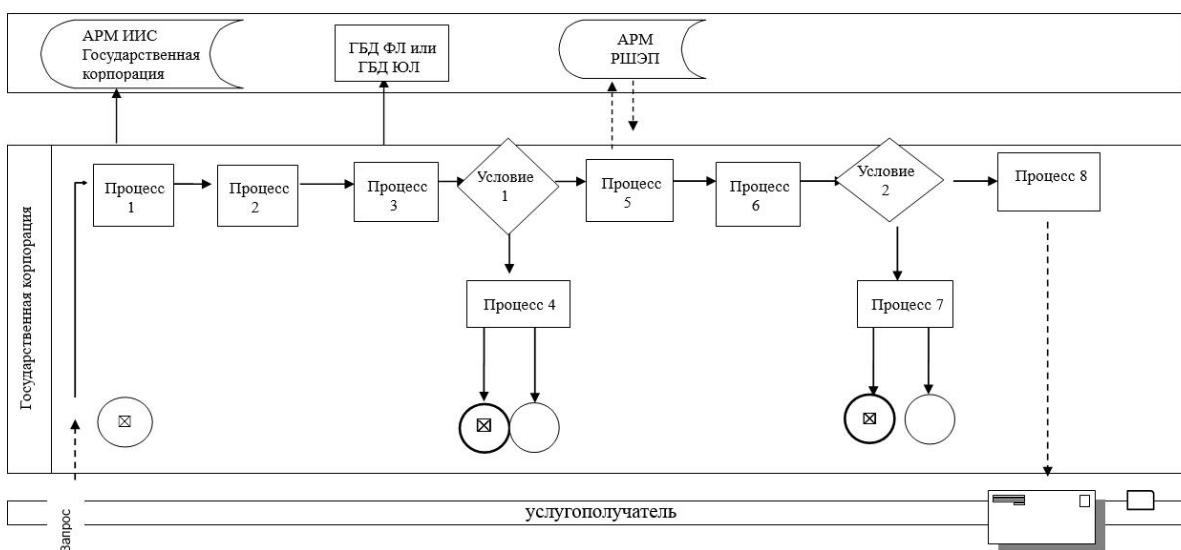 АРМ ИИС
Государственная
корпорация
ГБД ФЛ или
ГБД ЮЛ
АРМ
РШЭП
Государственная корпорация
Процесс
1
Процесс
2
Процесс
3
Условие
1
Процесс
5
Процесс
6
Условие
2
Процесс 8
Процесс 4
Процесс 7
Запрос
услугополучатель